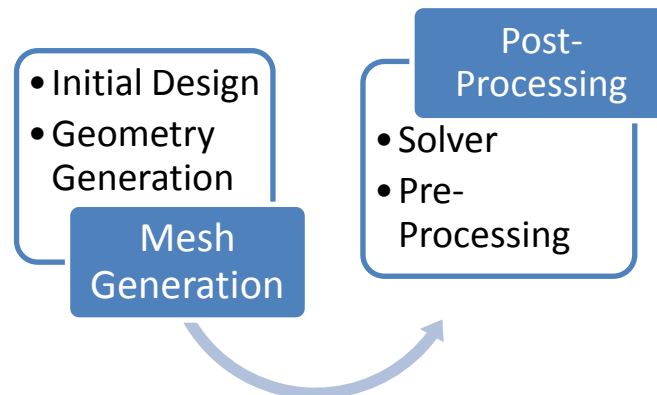 • Initial Design
• Geometry
Generation
Mesh
Generation
Post-
Processing
• Solver
• Pre-
Processing